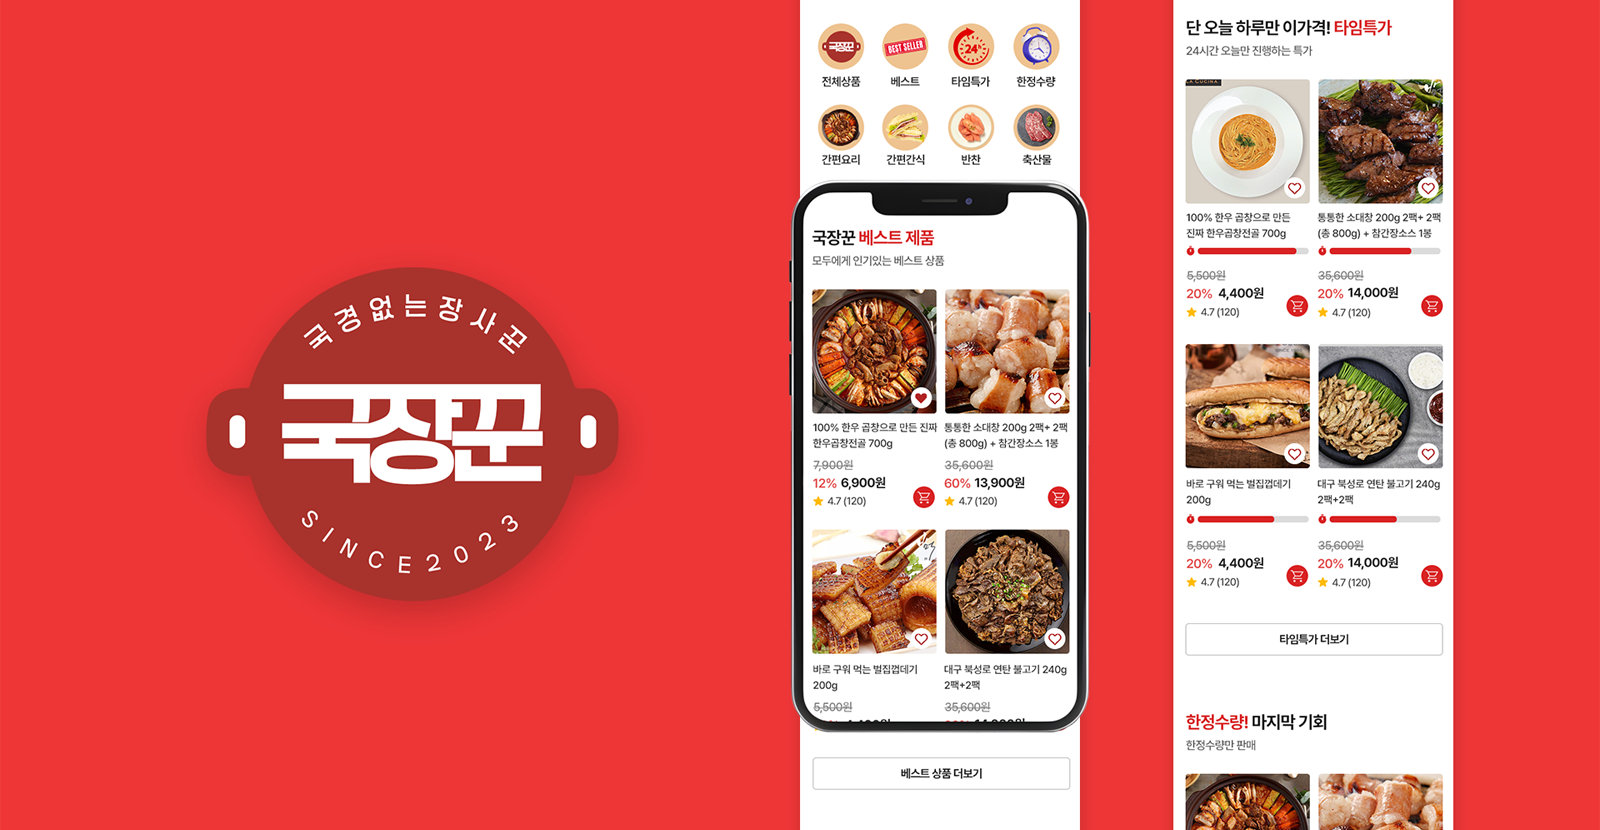 국경없는장사꾼
국장꾼
SINCE2023
국장꾼
BEST SELLER
24h
전체상품
베스트
타임특가
한정수량
간편요리
간편간식
반찬
축산물
국장꾼 베스트 제품
모두에게 인기있는 베스트 상품
100% 한우 곱창으로 만든 진짜
한우곱창전골 700g
7,900원
12% 6,900원
4.7 (120)
통통한 소대창 200g 2팩+ 2팩
(총 800g) + 참간장소스 1봉
35,600원
60% 13,900원
4.7 (120)
바로 구워 먹는 벌집껍데기
200g
5,500원
대구 북성로 연탄 불고기 240g
2팩+2팩
35,600원
베스트 상품 더보기
단 오늘 하루만 이가격! 타임특가
24시간 오늘만 진행하는 특가
LA CUCINA
100% 한우 곱창으로 만든
진짜 한우곱창전골 700g
5,500원
20% 4,400원
4.7 (120)
통통한 소대창 200g 2팩+ 2팩
(총 800g) + 참간장소스 1봉
35,600원
20% 14,000원
4.7 (120)
바로 구워 먹는 벌집껍데기
200g
5,500원
20% 4,400원
4.7 (120)
대구 북성로 연탄 불고기 240g
2팩+2팩
35,600원
20% 14,000원
4.7 (120)
타임특가 더보기
한정수량! 마지막 기회
한정수량만 판매